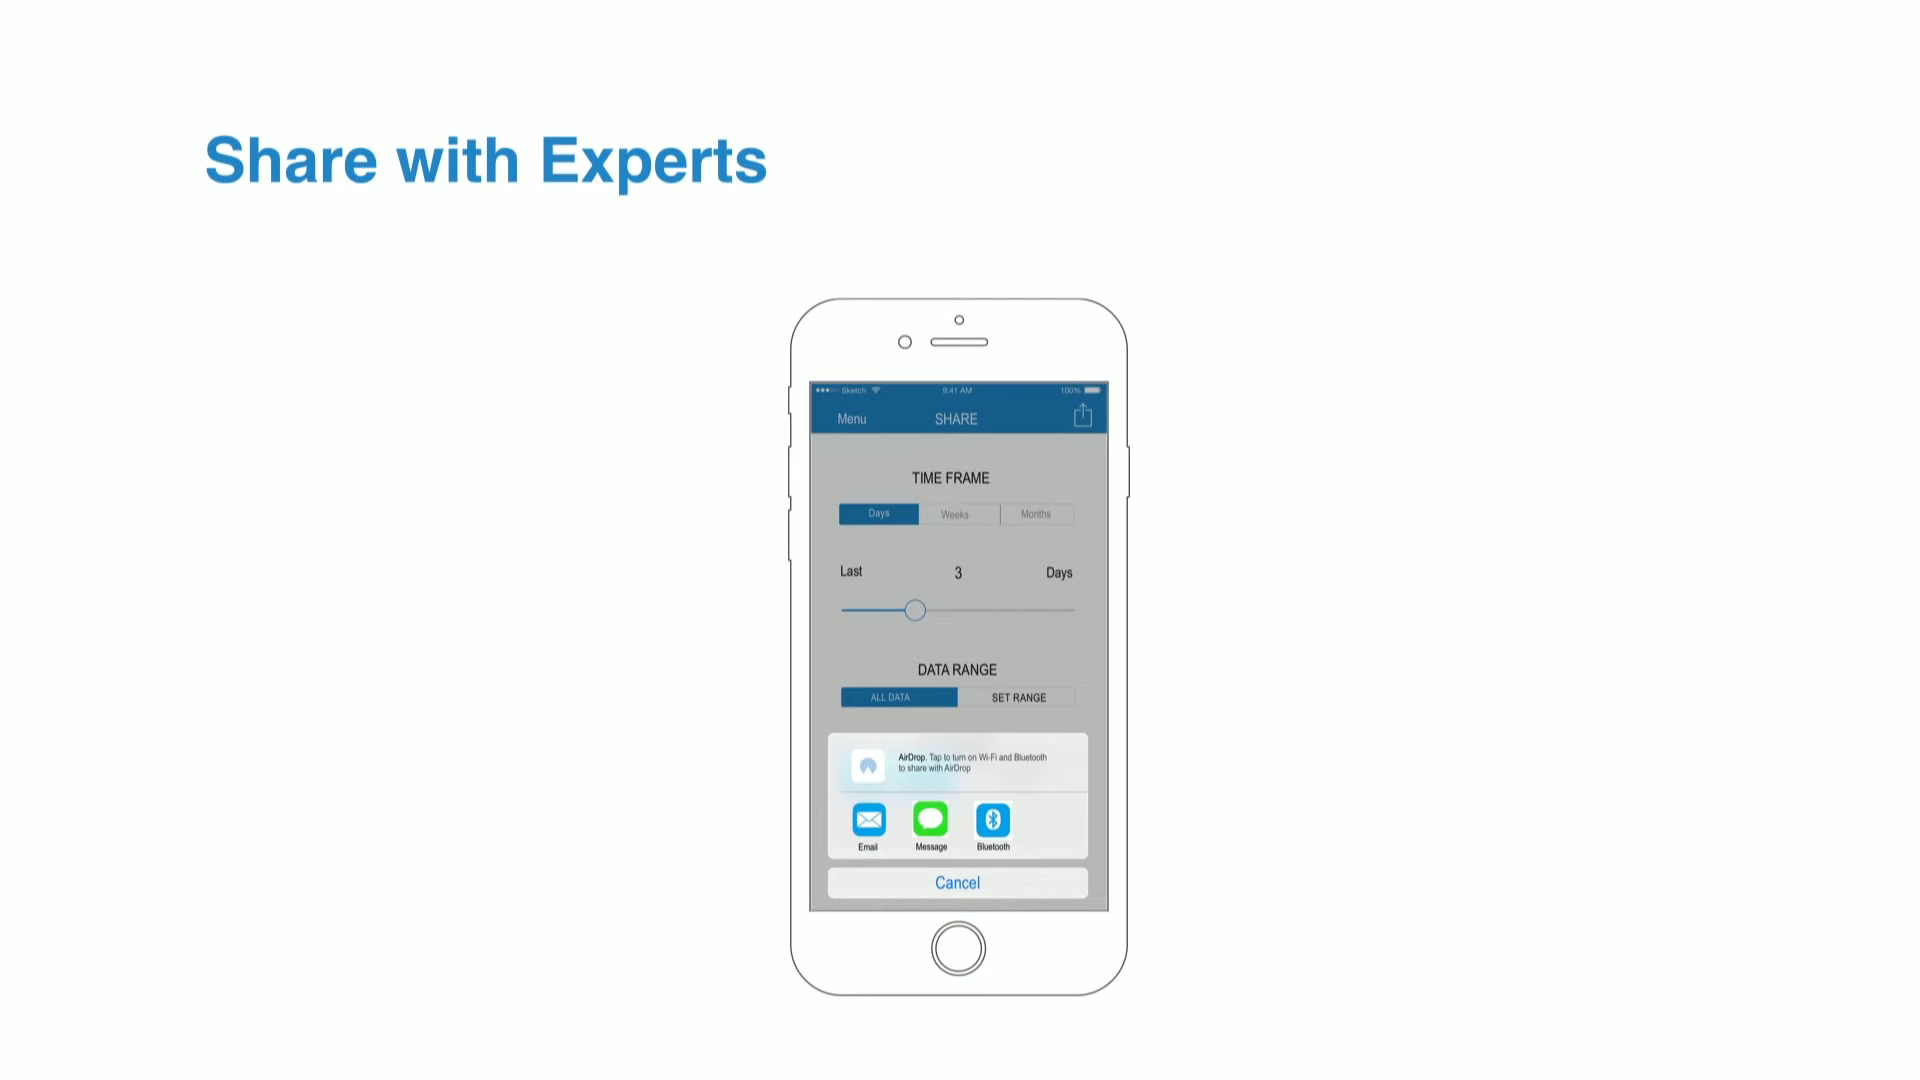 Share with Experts
Sketch 9:41 AM 100%
Menu SHARE
TIME FRAME
Days Weeks Months
Last 3 Days
DATA RANGE
ALL DATA SET RANGE
AirDrop. Tap to turn on Wi-Fi and Bluetooth
to share with AirDrop
Email Message Bluetooth
Cancel